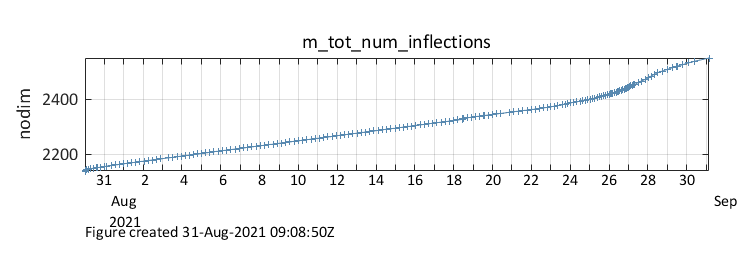 m_tot_num_inflections
nodim
2400
2200
31 2 4 6 8 10 12 14 16 18 20 22 24 26 28 30
Aug Sep
2021
Figure created 31-Aug-2021 09:08:50Z